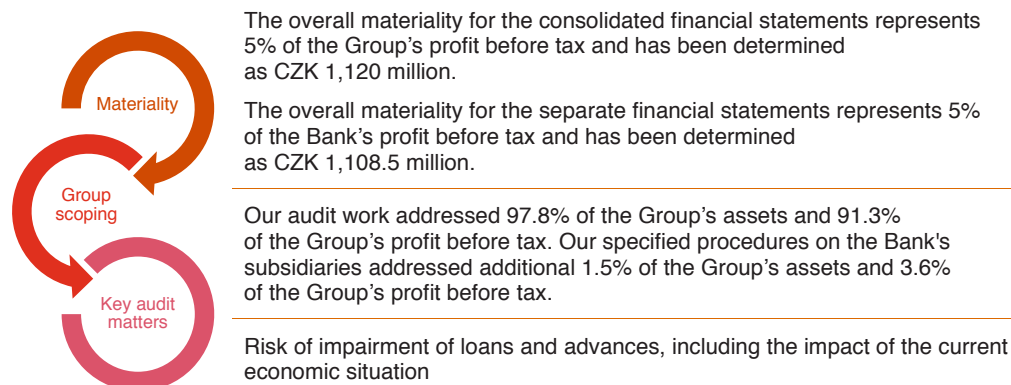 Materiality
The overall materiality for the consolidated financial statements represents
5% of the Group’s profit before tax and has been determined
as CZK 1,120 million.
The overall materiality for the separate financial statements represents 5%
of the Bank’s profit before tax and has been determined
as CZK 1,108.5 million.
Group
scoping
Our audit work addressed 97.8% of the Group’s assets and 91.3%
of the Group’s profit before tax. Our specified procedures on the Bank's
subsidiaries addressed additional 1.5% of the Group’s assets and 3.6%
of the Group’s profit before tax.
Key audit
matters
Risk of impairment of loans and advances, including the impact of the current
economic situation